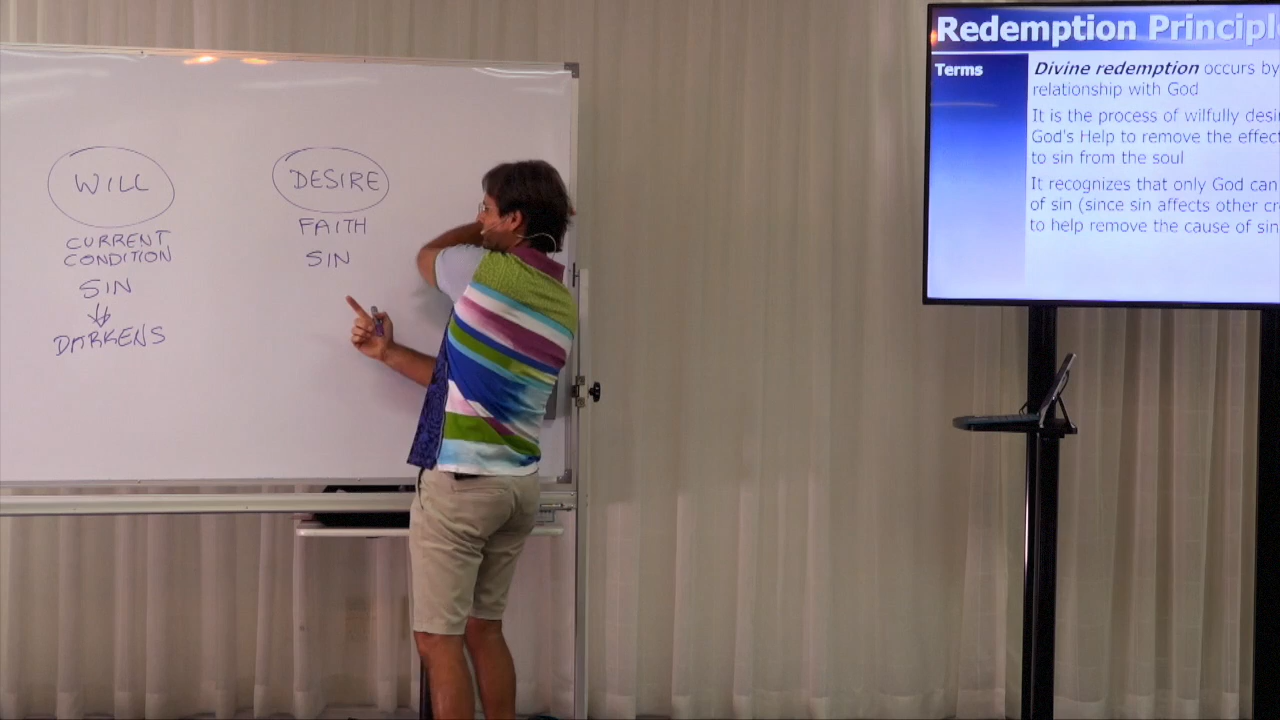 WILL
CURRENT
CONDITION
SIN
DARKENS
DESIRE
FAITH
SIN
Redemption Principl
Terms
Divine redemption occurs by
relationship with God
It is the process of wilfully desi
God's Help to remove the effec
to sin from the soul
It recognizes that only God can
of sin (since sin affects other cr
to help remove the cause of sin